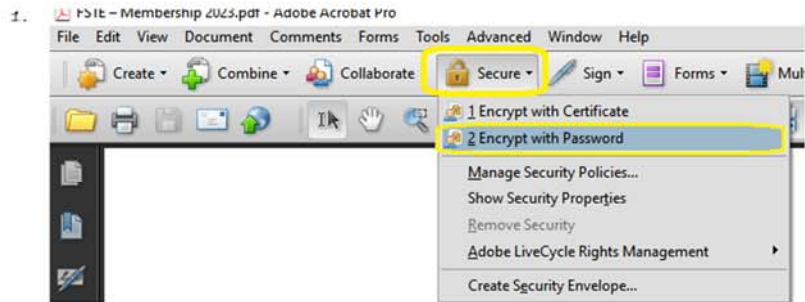 1. FSTE – Membership 2023.pdf - Adobe Acrobat Pro
File Edit View Document Comments Forms Tools Advanced Window Help
Create Combine Collaborate Secure Sign Forms Mul
1 Encrypt with Certificate
2 Encrypt with Password
Manage Security Policies...
Show Security Properties
Remove Security
Adobe LiveCycle Rights Management
Create Security Envelope...